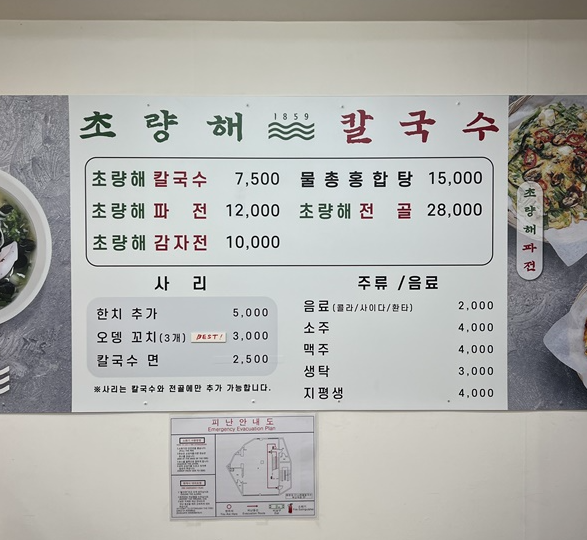 초량해 1859 칼국수
초량해 칼국수 7,500
초량해 파 전 12,000
초량해 감자전 10,000
물총홍합탕 15,000
초량해 전 골 28,000
사 리
한치 추가 5,000
오뎅 꼬치(3개) BEST! 3,000
칼국수 면 2,500
※사리는 칼국수와 전골에만 추가 가능합니다.
주류 /음료
음료(콜라/사이다/환타) 2,000
소주 4,000
맥주 4,000
생탁 3,000
지평생 4,000
초량해파전
피난안내도
Emergency Evacuation Plan